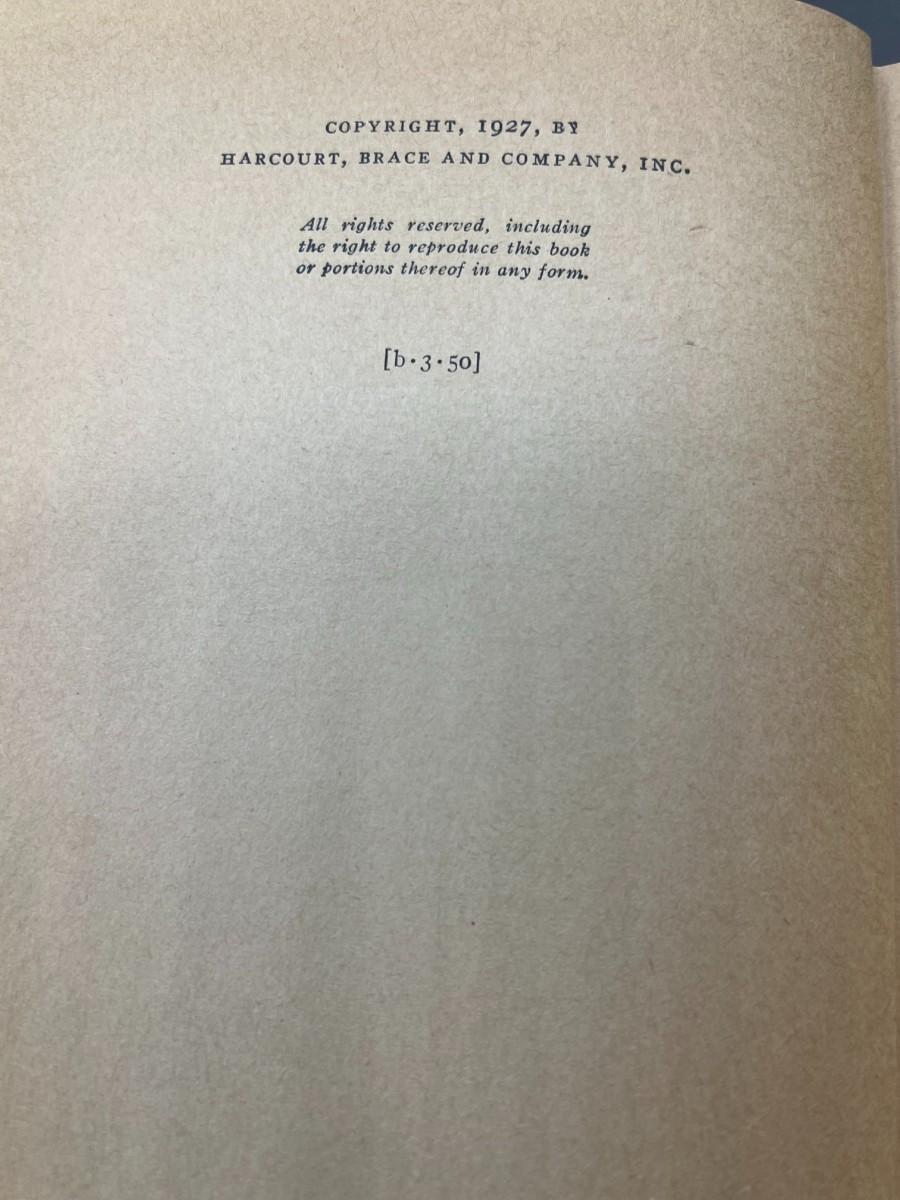 COPYRIGHT, 1927, BY
HARCOURT, BRACE AND COMPANY, INC.
All rights reserved, including
the right to reproduce this book
or portions thereof in any form.
[b·3·50]